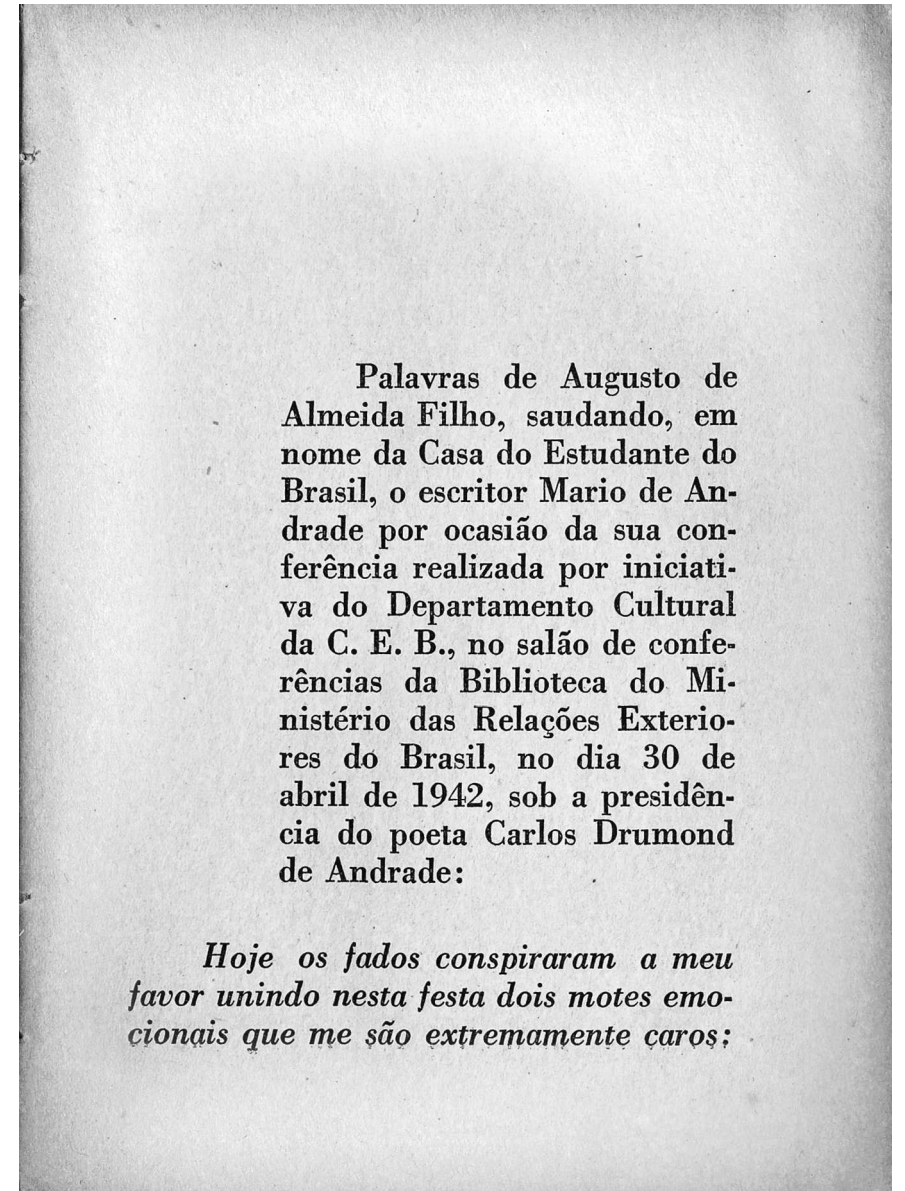 Palavras de Augusto de
Almeida Filho, saudando, em
nome da Casa do Estudante do
Brasil, o escritor Mario de An-
drade por ocasião da sua con-
ferência realizada por iniciati-
va do Departamento Cultural
da C. E. B., no salão de confe-
rências da Biblioteca do Mi-
nistério das Relações Exterio-
res do Brasil, no dia 30 de
abril de 1942, sob a presidên-
cia do poeta Carlos Drumond
de Andrade:
Hoje os fados conspiraram a meu
favor unindo nesta festa dois motes emo-
cionais que me são extremamente caros: